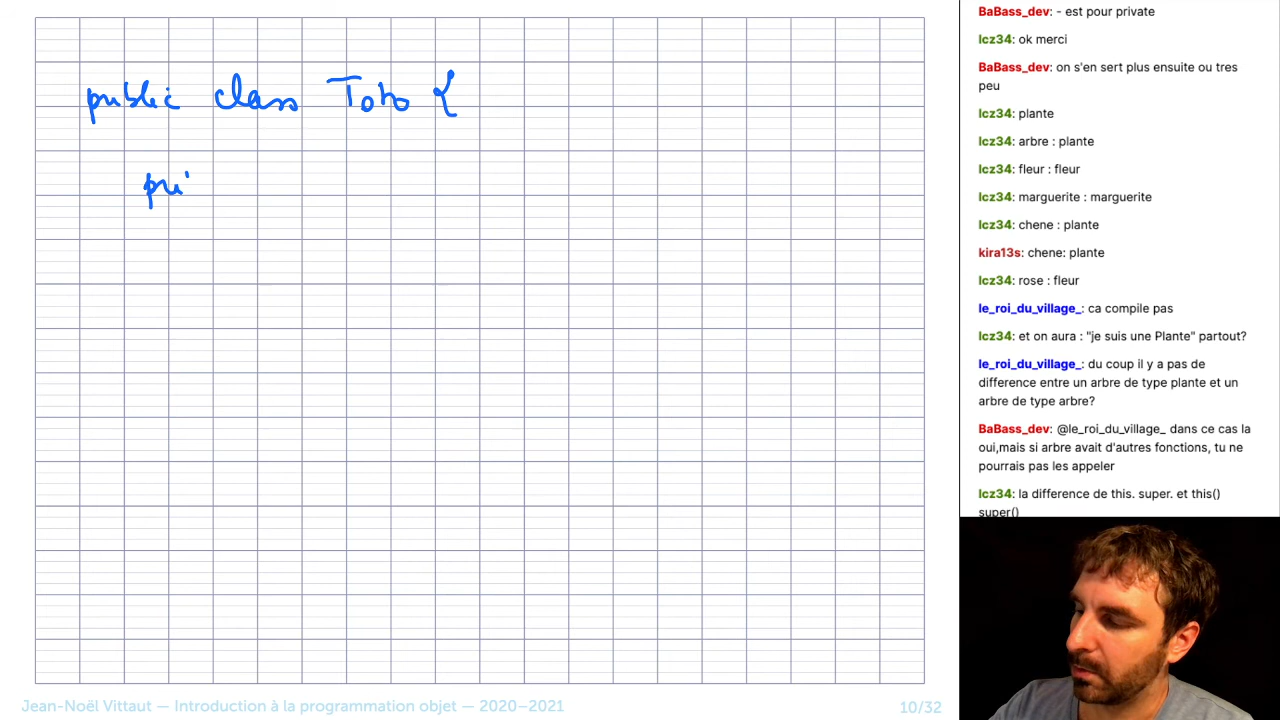 public class Toto {
pri
BaBass_dev: - est pour private
lcz34: ok merci
BaBass_dev: on s'en sert plus ensuite ou tres
peu
lcz34: plante
lcz34: arbre : plante
lcz34: fleur : fleur
lcz34: marguerite : marguerite
lcz34: chene : plante
kira13s: chene: plante
lcz34: rose : fleur
le_roi_du_village_: ca compile pas
lcz34: et on aura : "je suis une Plante" partout?
le_roi_du_village_: du coup il y a pas de
difference entre un arbre de type plante et un
arbre de type arbre?
BaBass_dev: @le_roi_du_village_ dans ce cas la
oui,mais si arbre avait d'autres fonctions, tu ne
pourrais pas les appeler
lcz34: la difference de this. super. et this()
super()
Jean-Noël Vittaut — Introduction à la programmation objet — 2020–2021
10/32